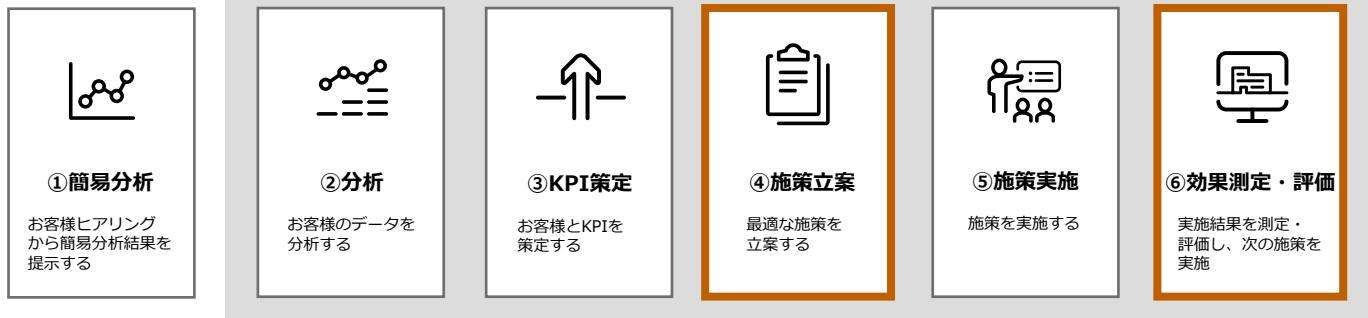 ①簡易分析
お客様ヒアリング
から簡易分析結果を
提示する
②分析
お客様のデータを
分析する
③KPI策定
お客様とKPIを
策定する
④施策立案
最適な施策を
立案する
⑤施策実施
施策を実施する
⑥効果測定・評価
実施結果を測定・
評価し、次の施策を
実施